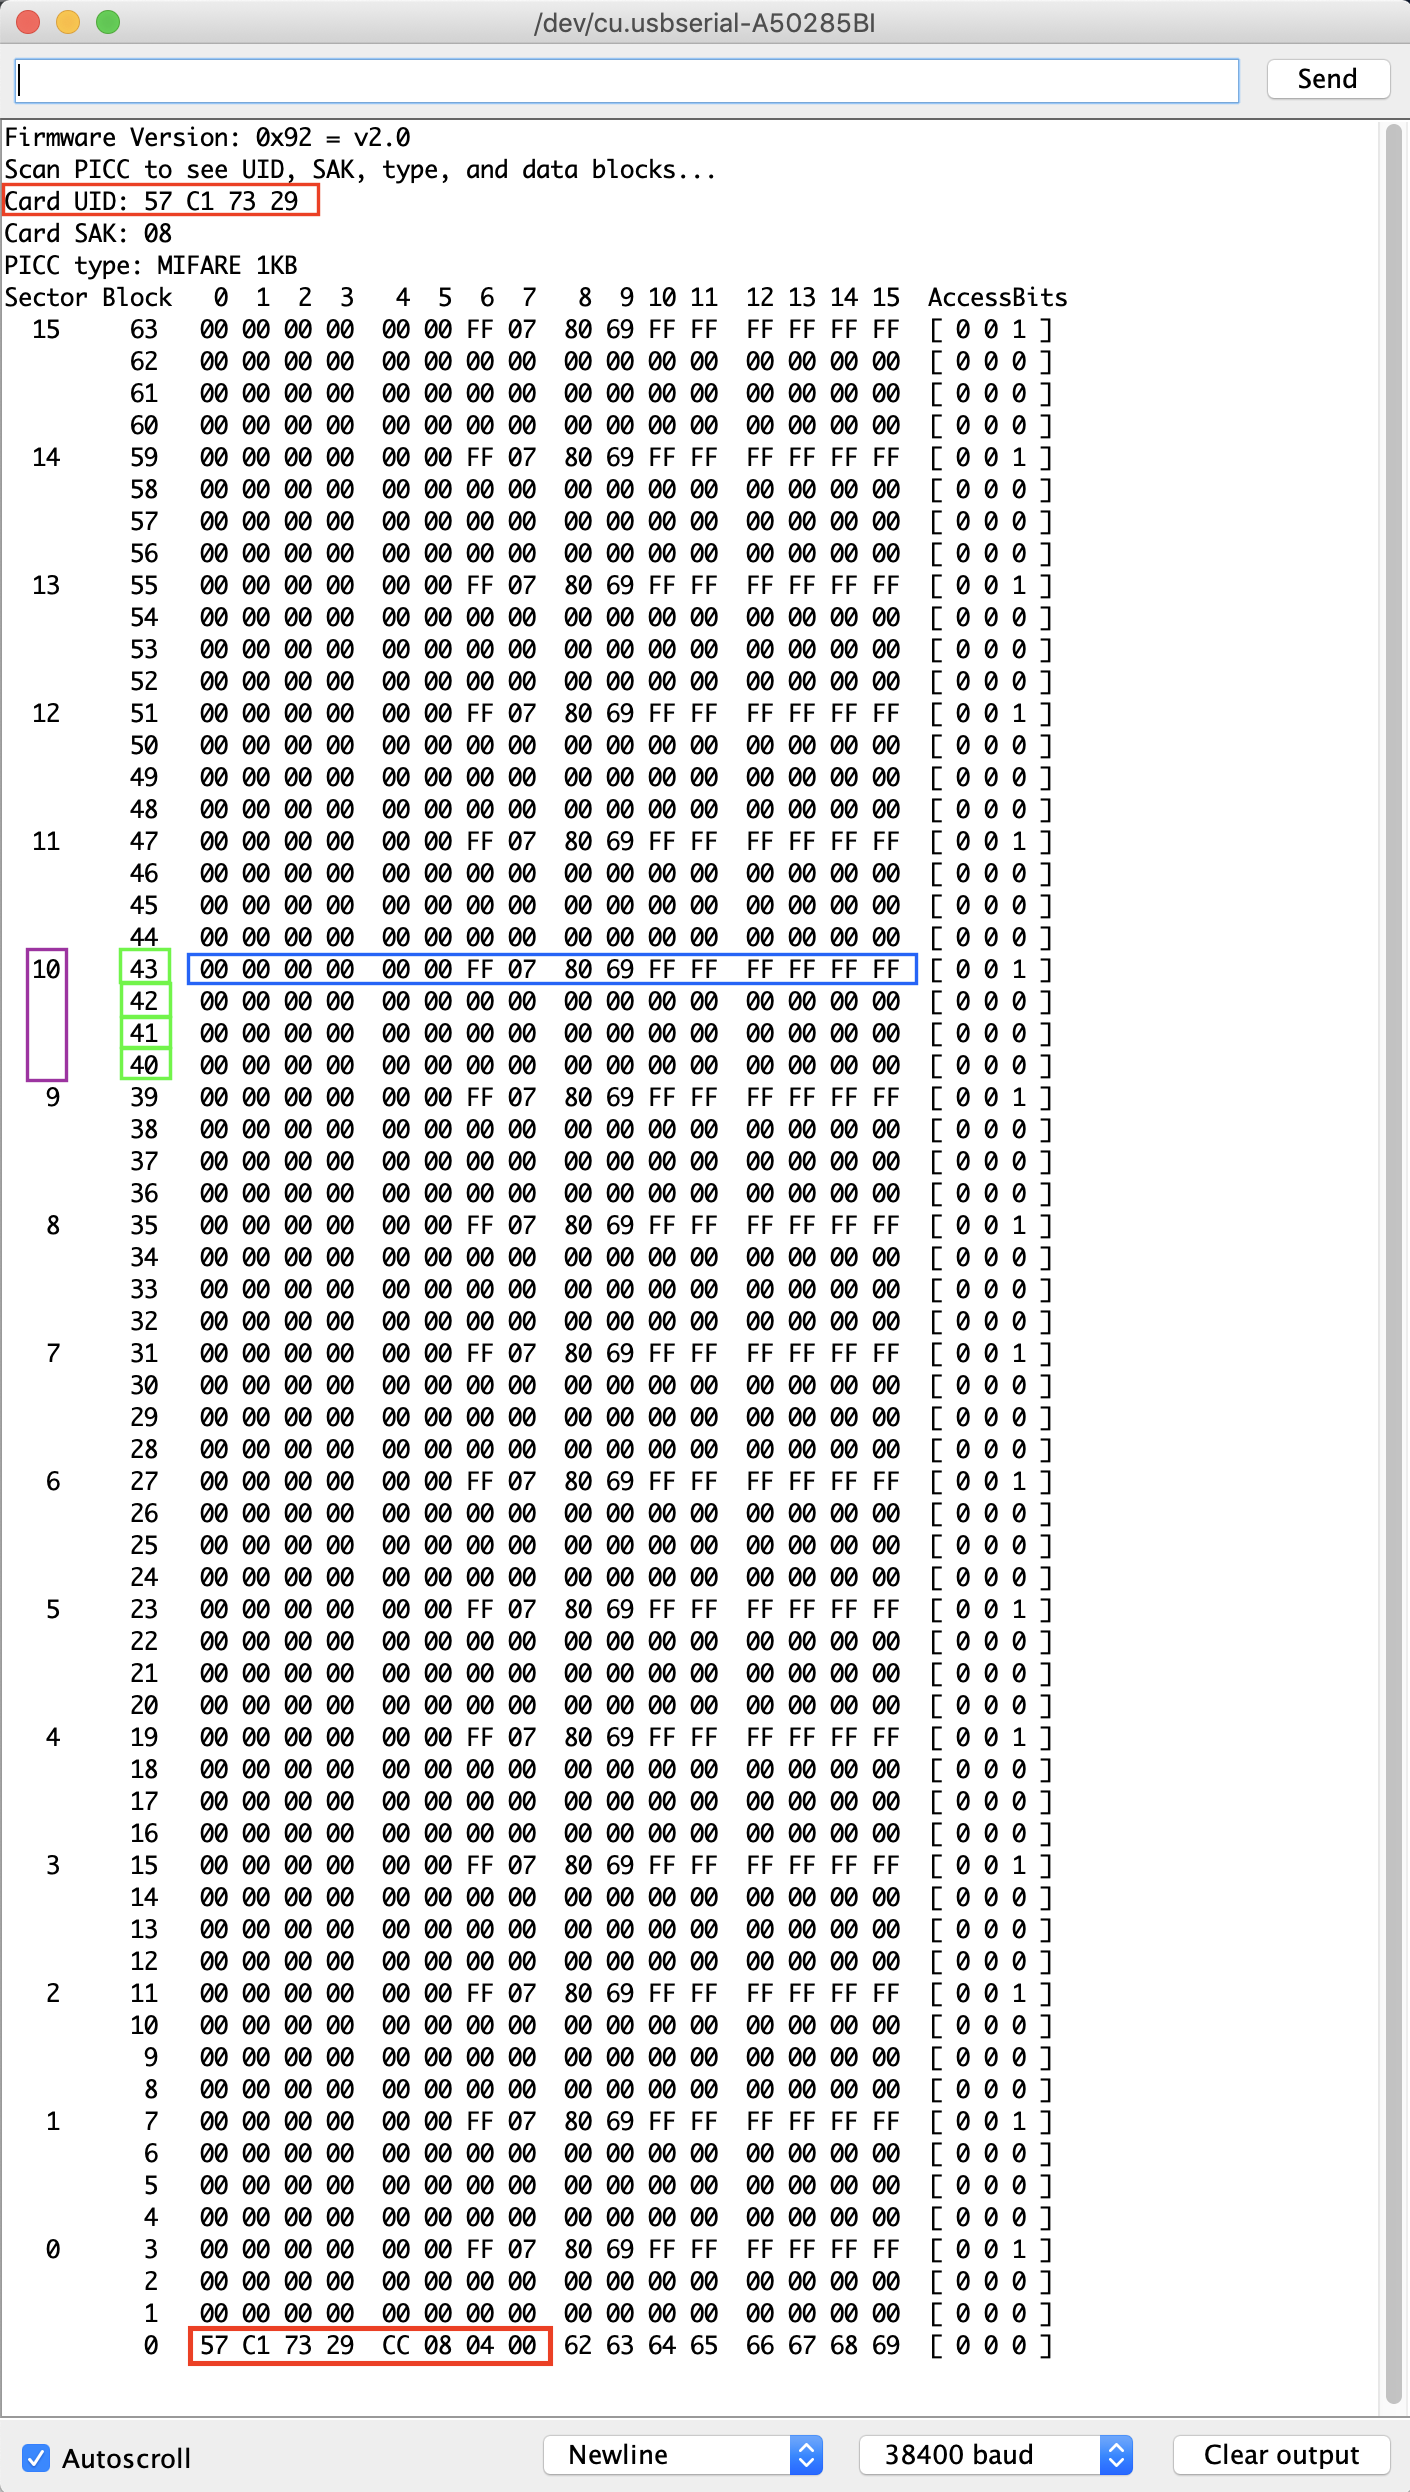 /dev/cu.usbserial-A50285BI
Send
Firmware Version: 0x92 = v2.0
Scan PICC to see UID, SAK, type, and data blocks...
Card UID: 57 C1 73 29
Card SAK: 08
PICC type: MIFARE 1KB
Sector Block 0 1 2 3 4 5 6 7 8 9 10 11 12 13 14 15 AccessBits
15 63 00 00 00 00 00 00 FF 07 80 69 FF FF FF FF FF FF [ 0 0 1 ]
62 00 00 00 00 00 00 00 00 00 00 00 00 00 00 00 00 [ 0 0 0 ]
61 00 00 00 00 00 00 00 00 00 00 00 00 00 00 00 00 [ 0 0 0 ]
60 00 00 00 00 00 00 00 00 00 00 00 00 00 00 00 00 [ 0 0 0 ]
14 59 00 00 00 00 00 00 FF 07 80 69 FF FF FF FF FF FF [ 0 0 1 ]
58 00 00 00 00 00 00 00 00 00 00 00 00 00 00 00 00 [ 0 0 0 ]
57 00 00 00 00 00 00 00 00 00 00 00 00 00 00 00 00 [ 0 0 0 ]
56 00 00 00 00 00 00 00 00 00 00 00 00 00 00 00 00 [ 0 0 0 ]
13 55 00 00 00 00 00 00 FF 07 80 69 FF FF FF FF FF FF [ 0 0 1 ]
54 00 00 00 00 00 00 00 00 00 00 00 00 00 00 00 00 [ 0 0 0 ]
53 00 00 00 00 00 00 00 00 00 00 00 00 00 00 00 00 [ 0 0 0 ]
52 00 00 00 00 00 00 00 00 00 00 00 00 00 00 00 00 [ 0 0 0 ]
12 51 00 00 00 00 00 00 FF 07 80 69 FF FF FF FF FF FF [ 0 0 1 ]
50 00 00 00 00 00 00 00 00 00 00 00 00 00 00 00 00 [ 0 0 0 ]
49 00 00 00 00 00 00 00 00 00 00 00 00 00 00 00 00 [ 0 0 0 ]
48 00 00 00 00 00 00 00 00 00 00 00 00 00 00 00 00 [ 0 0 0 ]
11 47 00 00 00 00 00 00 FF 07 80 69 FF FF FF FF FF FF [ 0 0 1 ]
46 00 00 00 00 00 00 00 00 00 00 00 00 00 00 00 00 [ 0 0 0 ]
45 00 00 00 00 00 00 00 00 00 00 00 00 00 00 00 00 [ 0 0 0 ]
44 00 00 00 00 00 00 00 00 00 00 00 00 00 00 00 00 [ 0 0 0 ]
10 43 00 00 00 00 00 00 FF 07 80 69 FF FF FF FF FF FF [ 0 0 1 ]
42 00 00 00 00 00 00 00 00 00 00 00 00 00 00 00 00 [ 0 0 0 ]
41 00 00 00 00 00 00 00 00 00 00 00 00 00 00 00 00 [ 0 0 0 ]
40 00 00 00 00 00 00 00 00 00 00 00 00 00 00 00 00 [ 0 0 0 ]
9 39 00 00 00 00 00 00 FF 07 80 69 FF FF FF FF FF FF [ 0 0 1 ]
38 00 00 00 00 00 00 00 00 00 00 00 00 00 00 00 00 [ 0 0 0 ]
37 00 00 00 00 00 00 00 00 00 00 00 00 00 00 00 00 [ 0 0 0 ]
36 00 00 00 00 00 00 00 00 00 00 00 00 00 00 00 00 [ 0 0 0 ]
8 35 00 00 00 00 00 00 FF 07 80 69 FF FF FF FF FF FF [ 0 0 1 ]
34 00 00 00 00 00 00 00 00 00 00 00 00 00 00 00 00 [ 0 0 0 ]
33 00 00 00 00 00 00 00 00 00 00 00 00 00 00 00 00 [ 0 0 0 ]
32 00 00 00 00 00 00 00 00 00 00 00 00 00 00 00 00 [ 0 0 0 ]
7 31 00 00 00 00 00 00 FF 07 80 69 FF FF FF FF FF FF [ 0 0 1 ]
30 00 00 00 00 00 00 00 00 00 00 00 00 00 00 00 00 [ 0 0 0 ]
29 00 00 00 00 00 00 00 00 00 00 00 00 00 00 00 00 [ 0 0 0 ]
28 00 00 00 00 00 00 00 00 00 00 00 00 00 00 00 00 [ 0 0 0 ]
6 27 00 00 00 00 00 00 FF 07 80 69 FF FF FF FF FF FF [ 0 0 1 ]
26 00 00 00 00 00 00 00 00 00 00 00 00 00 00 00 00 [ 0 0 0 ]
25 00 00 00 00 00 00 00 00 00 00 00 00 00 00 00 00 [ 0 0 0 ]
24 00 00 00 00 00 00 00 00 00 00 00 00 00 00 00 00 [ 0 0 0 ]
5 23 00 00 00 00 00 00 FF 07 80 69 FF FF FF FF FF FF [ 0 0 1 ]
22 00 00 00 00 00 00 00 00 00 00 00 00 00 00 00 00 [ 0 0 0 ]
21 00 00 00 00 00 00 00 00 00 00 00 00 00 00 00 00 [ 0 0 0 ]
20 00 00 00 00 00 00 00 00 00 00 00 00 00 00 00 00 [ 0 0 0 ]
4 19 00 00 00 00 00 00 FF 07 80 69 FF FF FF FF FF FF [ 0 0 1 ]
18 00 00 00 00 00 00 00 00 00 00 00 00 00 00 00 00 [ 0 0 0 ]
17 00 00 00 00 00 00 00 00 00 00 00 00 00 00 00 00 [ 0 0 0 ]
16 00 00 00 00 00 00 00 00 00 00 00 00 00 00 00 00 [ 0 0 0 ]
3 15 00 00 00 00 00 00 FF 07 80 69 FF FF FF FF FF FF [ 0 0 1 ]
14 00 00 00 00 00 00 00 00 00 00 00 00 00 00 00 00 [ 0 0 0 ]
13 00 00 00 00 00 00 00 00 00 00 00 00 00 00 00 00 [ 0 0 0 ]
12 00 00 00 00 00 00 00 00 00 00 00 00 00 00 00 00 [ 0 0 0 ]
2 11 00 00 00 00 00 00 FF 07 80 69 FF FF FF FF FF FF [ 0 0 1 ]
10 00 00 00 00 00 00 00 00 00 00 00 00 00 00 00 00 [ 0 0 0 ]
9 00 00 00 00 00 00 00 00 00 00 00 00 00 00 00 00 [ 0 0 0 ]
8 00 00 00 00 00 00 00 00 00 00 00 00 00 00 00 00 [ 0 0 0 ]
1 7 00 00 00 00 00 00 FF 07 80 69 FF FF FF FF FF FF [ 0 0 1 ]
6 00 00 00 00 00 00 00 00 00 00 00 00 00 00 00 00 [ 0 0 0 ]
5 00 00 00 00 00 00 00 00 00 00 00 00 00 00 00 00 [ 0 0 0 ]
4 00 00 00 00 00 00 00 00 00 00 00 00 00 00 00 00 [ 0 0 0 ]
0 3 00 00 00 00 00 00 FF 07 80 69 FF FF FF FF FF FF [ 0 0 1 ]
2 00 00 00 00 00 00 00 00 00 00 00 00 00 00 00 00 [ 0 0 0 ]
1 00 00 00 00 00 00 00 00 00 00 00 00 00 00 00 00 [ 0 0 0 ]
0 57 C1 73 29 CC 08 04 00 62 63 64 65 66 67 68 69 [ 0 0 0 ]
Autoscroll
Newline
38400 baud
Clear output